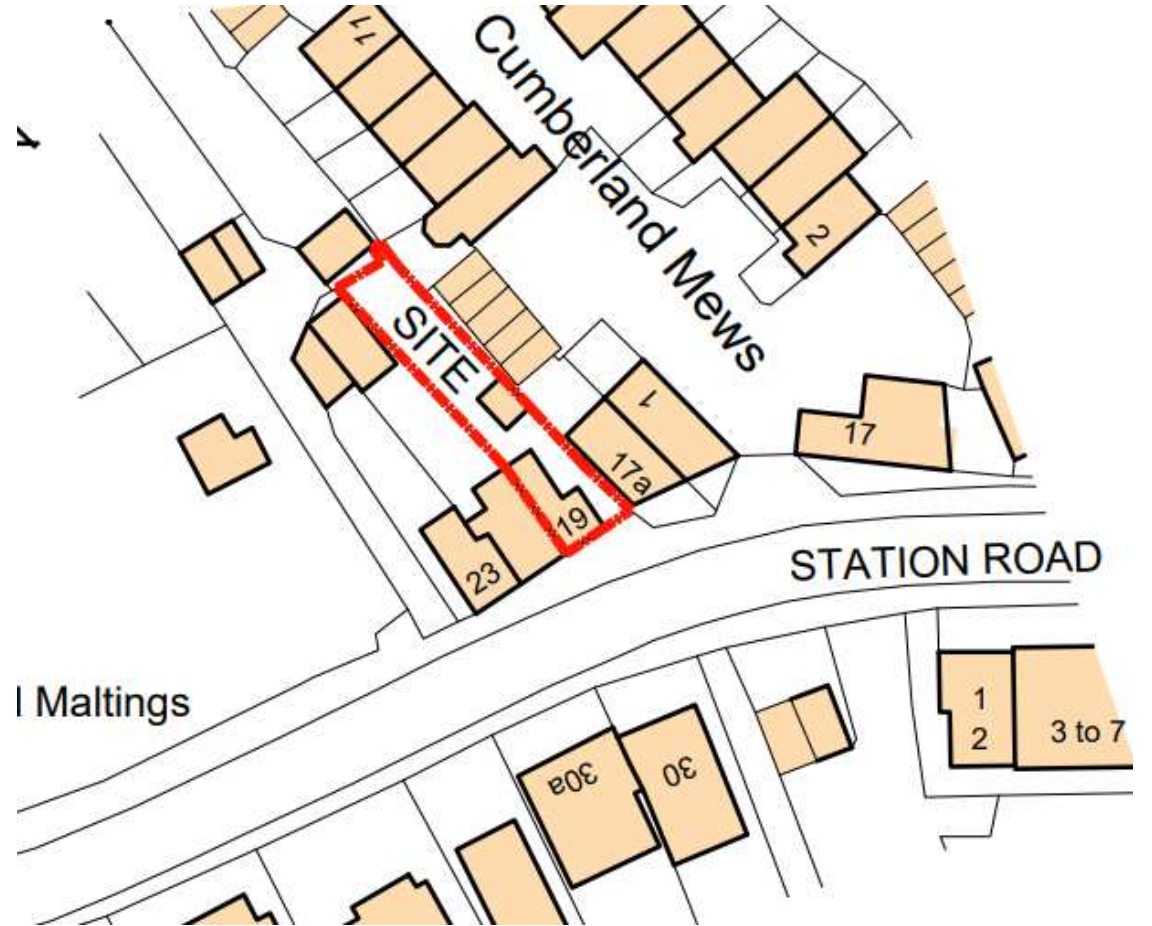 11
Cumberland Mews
2
SITE
1
17a
17
19
23
STATION ROAD
Maltings
30a
30
1
2
3 to 7